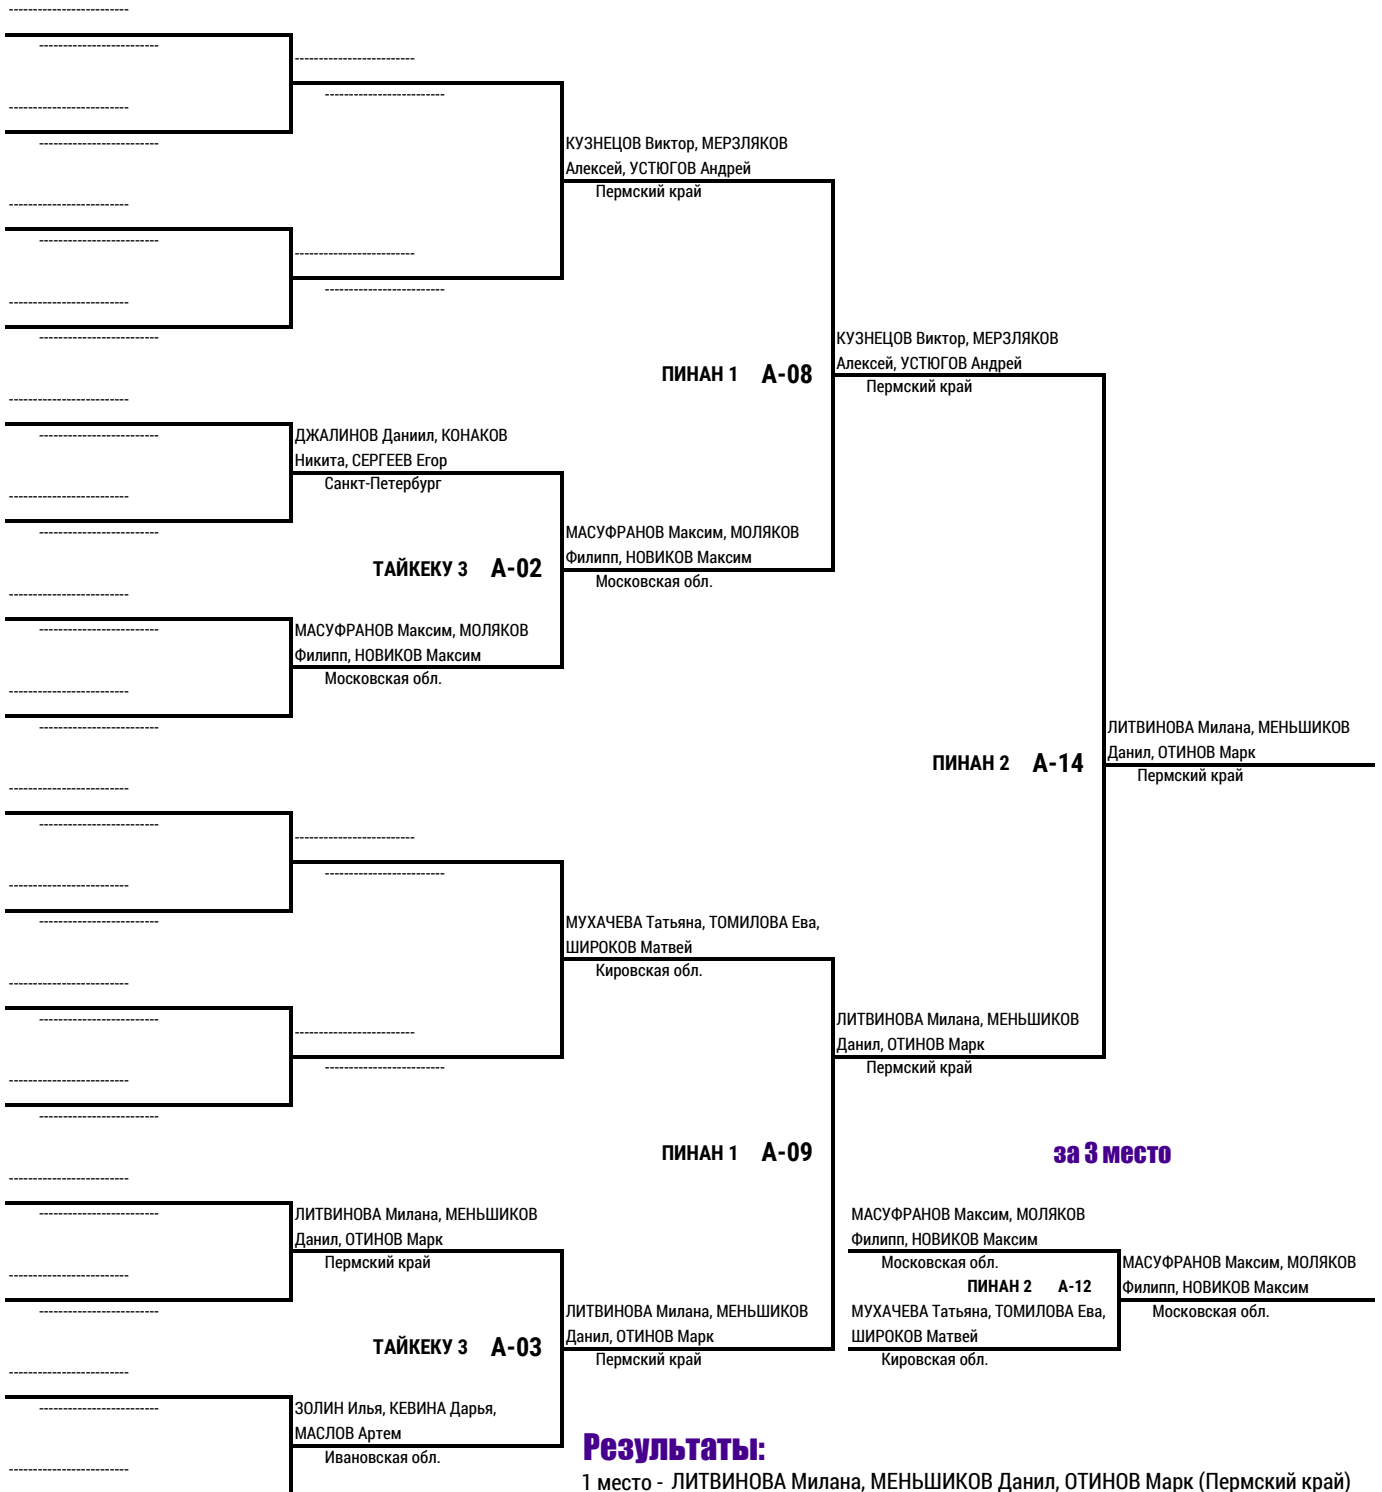 -------------------------
-------------------------
-------------------------
-------------------------
-------------------------
-------------------------
КУЗНЕЦОВ Виктор, МЕРЗЛЯКОВ
Алексей, УСТЮГОВ Андрей
Пермский край
-------------------------
-------------------------
-------------------------
-------------------------
-------------------------
-------------------------
КУЗНЕЦОВ Виктор, МЕРЗЛЯКОВ
Алексей, УСТЮГОВ Андрей
Пермский край
ПИНАН 1 А-08
-------------------------
-------------------------
ДЖАЛИНОВ Даниил, КОНАКОВ
Никита, СЕРГЕЕВ Егор
Санкт-Петербург
-------------------------
-------------------------
МАСУФРАНОВ Максим, МОЛЯКОВ
Филипп, НОВИКОВ Максим
Московская обл.
ТАЙКЕКУ 3 А-02
-------------------------
-------------------------
МАСУФРАНОВ Максим, МОЛЯКОВ
Филипп, НОВИКОВ Максим
Московская обл.
-------------------------
-------------------------
ЛИТВИНОВА Милана, МЕНЬШИКОВ
Данил, ОТИНОВ Марк
Пермский край
ПИНАН 2 А-14
-------------------------
-------------------------
-------------------------
-------------------------
-------------------------
-------------------------
МУХАЧЕВА Татьяна, ТОМИЛОВА Ева,
ШИРОКОВ Матвей
Кировская обл.
-------------------------
-------------------------
-------------------------
-------------------------
ЛИТВИНОВА Милана, МЕНЬШИКОВ
Данил, ОТИНОВ Марк
Пермский край
-------------------------
-------------------------
ПИНАН 1 А-09
за 3 место
-------------------------
-------------------------
ЛИТВИНОВА Милана, МЕНЬШИКОВ
Данил, ОТИНОВ Марк
Пермский край
МАСУФРАНОВ Максим, МОЛЯКОВ
Филипп, НОВИКОВ Максим
Московская обл.
ПИНАН 2 А-12
МАСУФРАНОВ Максим, МОЛЯКОВ
Филипп, НОВИКОВ Максим
Московская обл.
-------------------------
-------------------------
ЛИТВИНОВА Милана, МЕНЬШИКОВ
Данил, ОТИНОВ Марк
Пермский край
МУХАЧЕВА Татьяна, ТОМИЛОВА Ева,
ШИРОКОВ Матвей
Кировская обл.
ТАЙКЕКУ 3 А-03
-------------------------
-------------------------
ЗОЛИН Илья, КЕВИНА Дарья,
МАСЛОВ Артем
Ивановская обл.
-------------------------
Результаты:
1 место - ЛИТВИНОВА Милана, МЕНЬШИКОВ Данил, ОТИНОВ Марк (Пермский край)